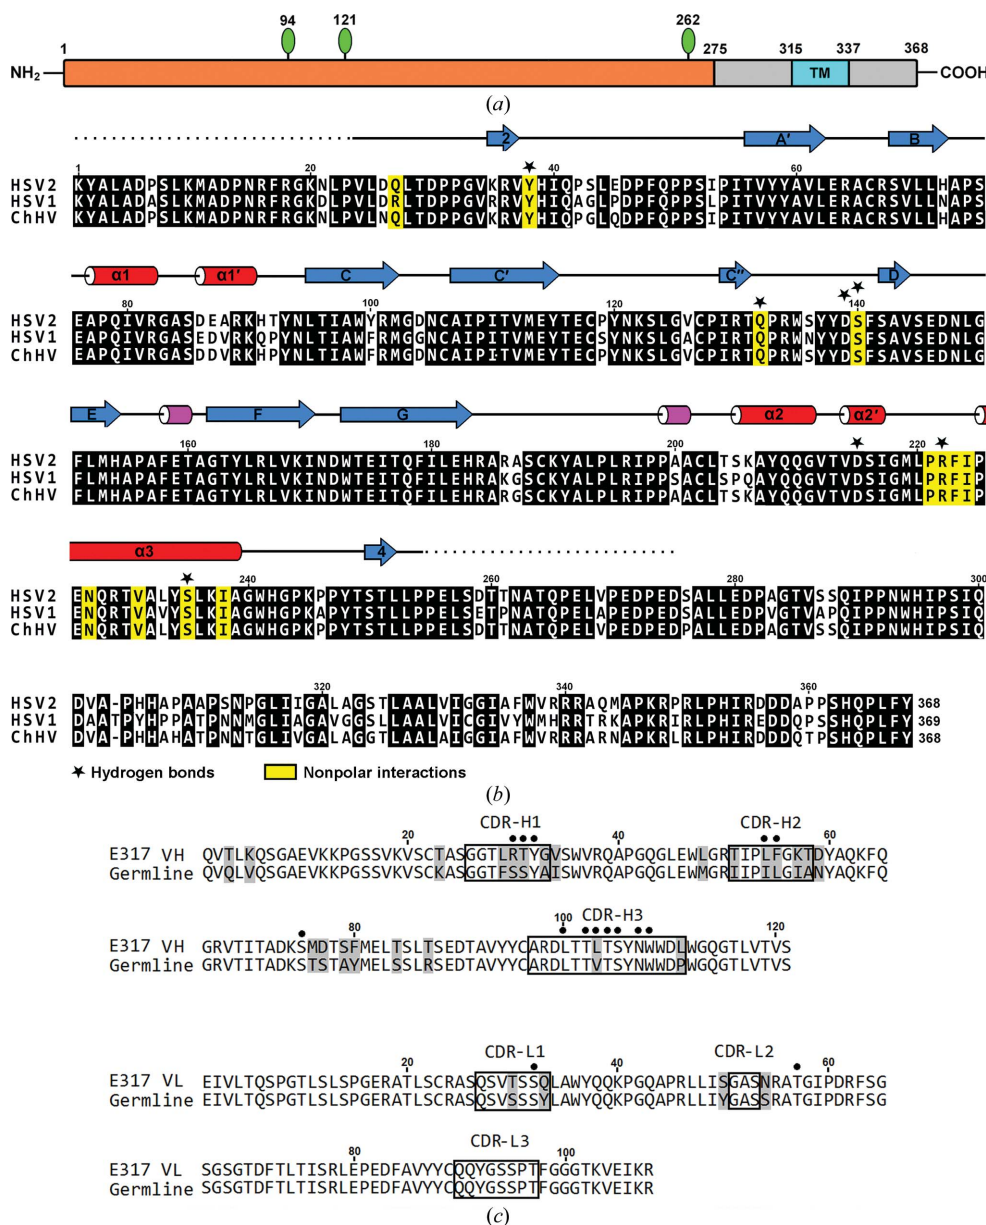 1 94 121 262 275 315 337 368
NH2 TM COOH
(a)
2 A′ B
1 20 40 60
HSV2 KYALADPSLKMADPNRFRGKNLPVLDQLTDPPGVKRVYHIQPSLEDPFQPPSIPITVYYAVLERACRSVLLHAPS
HSV1 KYALADASLKMADPNRFRGKDLPVLDRLTDPPGVRRVYHIQAGLPDPFQPPSLPITVYYAVLERACRSVLLNAPS
ChHV KYALADPSLKMADPNRFRGKDLPVLNQLTDPPGVKRVYHIQPGLQDPFQPPSIPITVYYAVLERACRSVLLHAPS
α1 α1′ C C′ C′′ D
80 100 120 140
HSV2 EAPQIVRGASDEARKHTYNLTIAWYRMGDNCAIPITVMEYTECPYNKSLGVCPIRTQPRWSYYDSFSAVSEDNLG
HSV1 EAPQIVRGASEDVRKQPYNLTIAWFRMGGNCAIPITVMEYTECSYNKSLGACPIRTQPRWNYYDSFSAVSEDNLG
ChHV EAPQIVRGASDDVRKHPYNLTIAWFRMGDNCAIPITVMEYTECPYNKSLGVCPIRTQPRWSYYDSFSAVSEDNLG
E F G α2 α2′
160 180 200 220
HSV2 FLMHAPAFETAGTYLRLVKINDWTEITQFILEHRARASCKYALPLRIPPAACLTSKAYQQGVTVDSIGMLPRFIP
HSV1 FLMHAPAFETAGTYLRLVKINDWTEITQFILEHRAKGSCKYALPLRIPPSACLSPQAYQQGVTVDSIGMLPRFIP
ChHV FLMHAPAFETAGTYLRLVKINDWTEITQFILEHRARGSCKYALPLRIPPAACLTSKAYQQGVTVDSIGMLPRFIP
α3 4
240 260 280 300
HSV2 ENQRTVALYSLKIAGWHGPKPPYTSTLLPPELSDTTNATQPELVPEDPEDSALLEDPAGTVSSQIPPNWHIPSIQ
HSV1 ENQRTVAVYSLKIAGWHGPKAPYTSTLLPPELSETPNATQPELAPEDPEDSALLEDPVGTVAPQIPPNWHIPSIQ
ChHV ENQRTVALYSLKIAGWHGPKPPYTSTLLPPELSDTTNATQPELVPEDPEDPALLEDPAGTVSSQIPPNWHIPSIQ
320 340 360
HSV2 DVA-PHHAPAAPSNPGLIIGALAGSTLAALVIGGIAFWVRRRAQMAPKRPRLPHIRDDDAPPSHQPLFY 368
HSV1 DAATPYHPPATPNNMGLIAGAVGGSLLAALVICGIVYWMHRRTRKAPKRIRLPHIREDDQPSSHQPLFY 369
ChHV DVA-PHHAHATPNNTGLIVGALAGGTLAALAIGGIAFWVRRRARNAPKRLRLPHIRDDDQTPSHQPLFY 368
Hydrogen bonds Nonpolar interactions
(b)
CDR-H1 CDR-H2
20 40 60
E317 VH QVTLKQSGAEVKKPGSSVKVSCTASGGTLRTYGVSWVRQAPGQGLEWLGRTIPLFGKTDYAQKFQ
Germline QVQLVQSGAEVKKPGSSVKVSCKASGGTFSSYAISWVRQAPGQGLEWMGRIIPILGIANYAQKFQ
80 100 CDR-H3 120
E317 VH GRVTITADKSMDTSFMELTSLTSEDTAVYYCARDLTTLTSYNWWDLWGQGTLVTVS
Germline GRVTITADKSTSTAYMELSSLRSEDTAVYYCARDLTTVTSYNWWDPWGQGTLVTVS
CDR-L1 CDR-L2
20 40 60
E317 VL EIVLTQSPGTLSLSPGERATLSCRASQSVTSSQLAWYQQKPGQAPRLLISGASNRATGIPDRFSG
Germline EIVLTQSPGTLSLSPGERATLSCRASQSVSSSYLAWYQQKPGQAPRLLIYGASSRATGIPDRFSG
80 CDR-L3 100
E317 VL SGSGTDFTLTISRLEPEDFAVYYCQQYGSSPTFGGGTKVEIKR
Germline SGSGTDFTLTISRLEPEDFAVYYCQQYGSSPTFGGGTKVEIKR
(c)